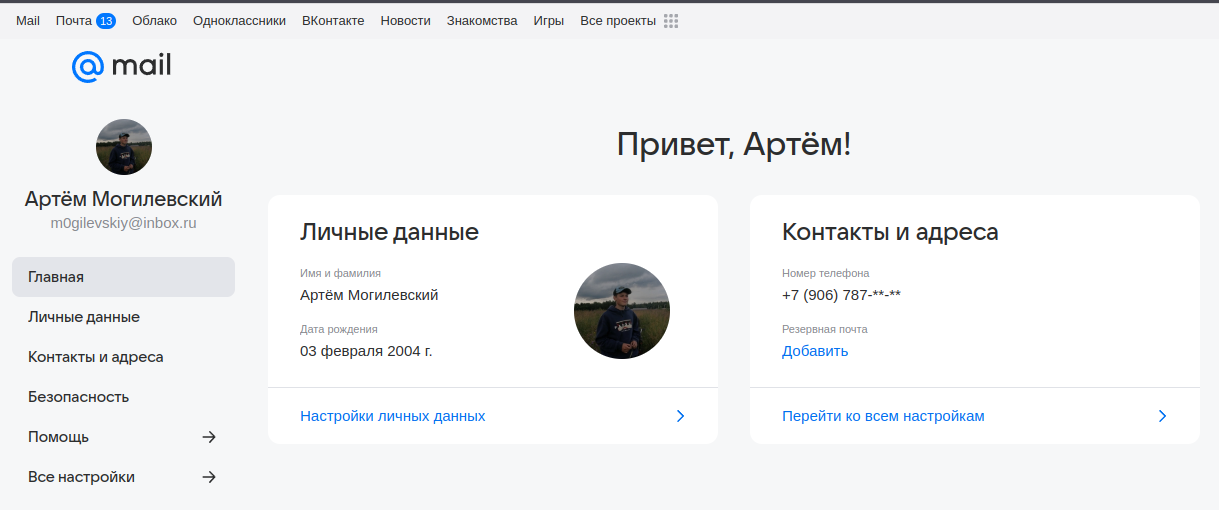 Mail Почта 13 Облако Одноклассники ВКонтакте Новости Знакомства Игры Все проекты
@mail
Артём Могилевский
m0gilevskiy@inbox.ru
Главная
Личные данные
Контакты и адреса
Безопасность
Помощь
Все настройки
Привет, Артём!
Личные данные
Имя и фамилия
Артём Могилевский
Дата рождения
03 февраля 2004 г.
Настройки личных данных
Контакты и адреса
Номер телефона
+7 (906) 787-**-**
Резервная почта
Добавить
Перейти ко всем настройкам